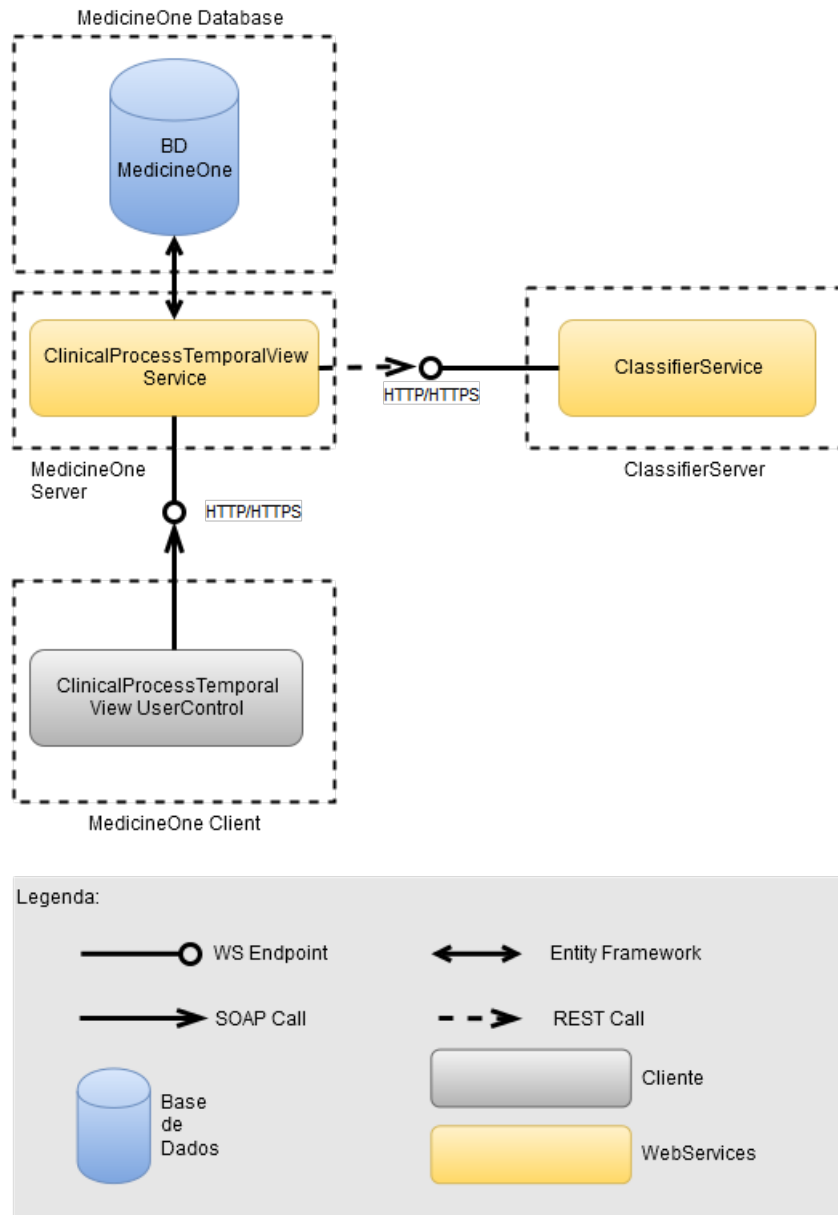 MedicineOne Database
BD
MedicineOne
ClinicalProcessTemporalView
Service
HTTP/HTTPS
ClassifierService
MedicineOne
Server
ClassifierServer
HTTP/HTTPS
ClinicalProcessTemporal
View UserControl
MedicineOne Client
Legenda:
WS Endpoint
Entity Framework
SOAP Call
REST Call
Base
de
Dados
Cliente
WebServices